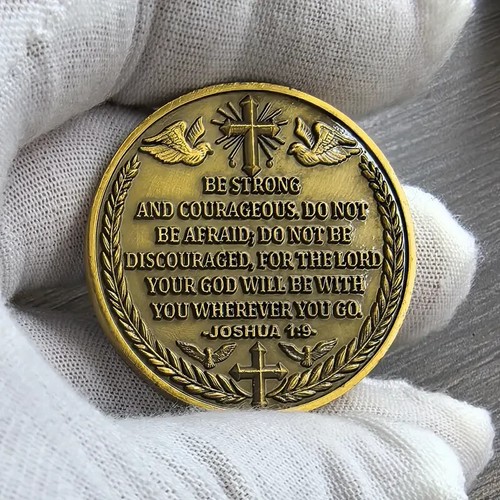 BE STRONG
AND COURAGEOUS. DO NOT
BE AFRAID; DO NOT BE
DISCOURAGED, FOR THE LORD
YOUR GOD WILL BE WITH
YOU WHEREVER YOU GO.
-JOSHUA 1:9-